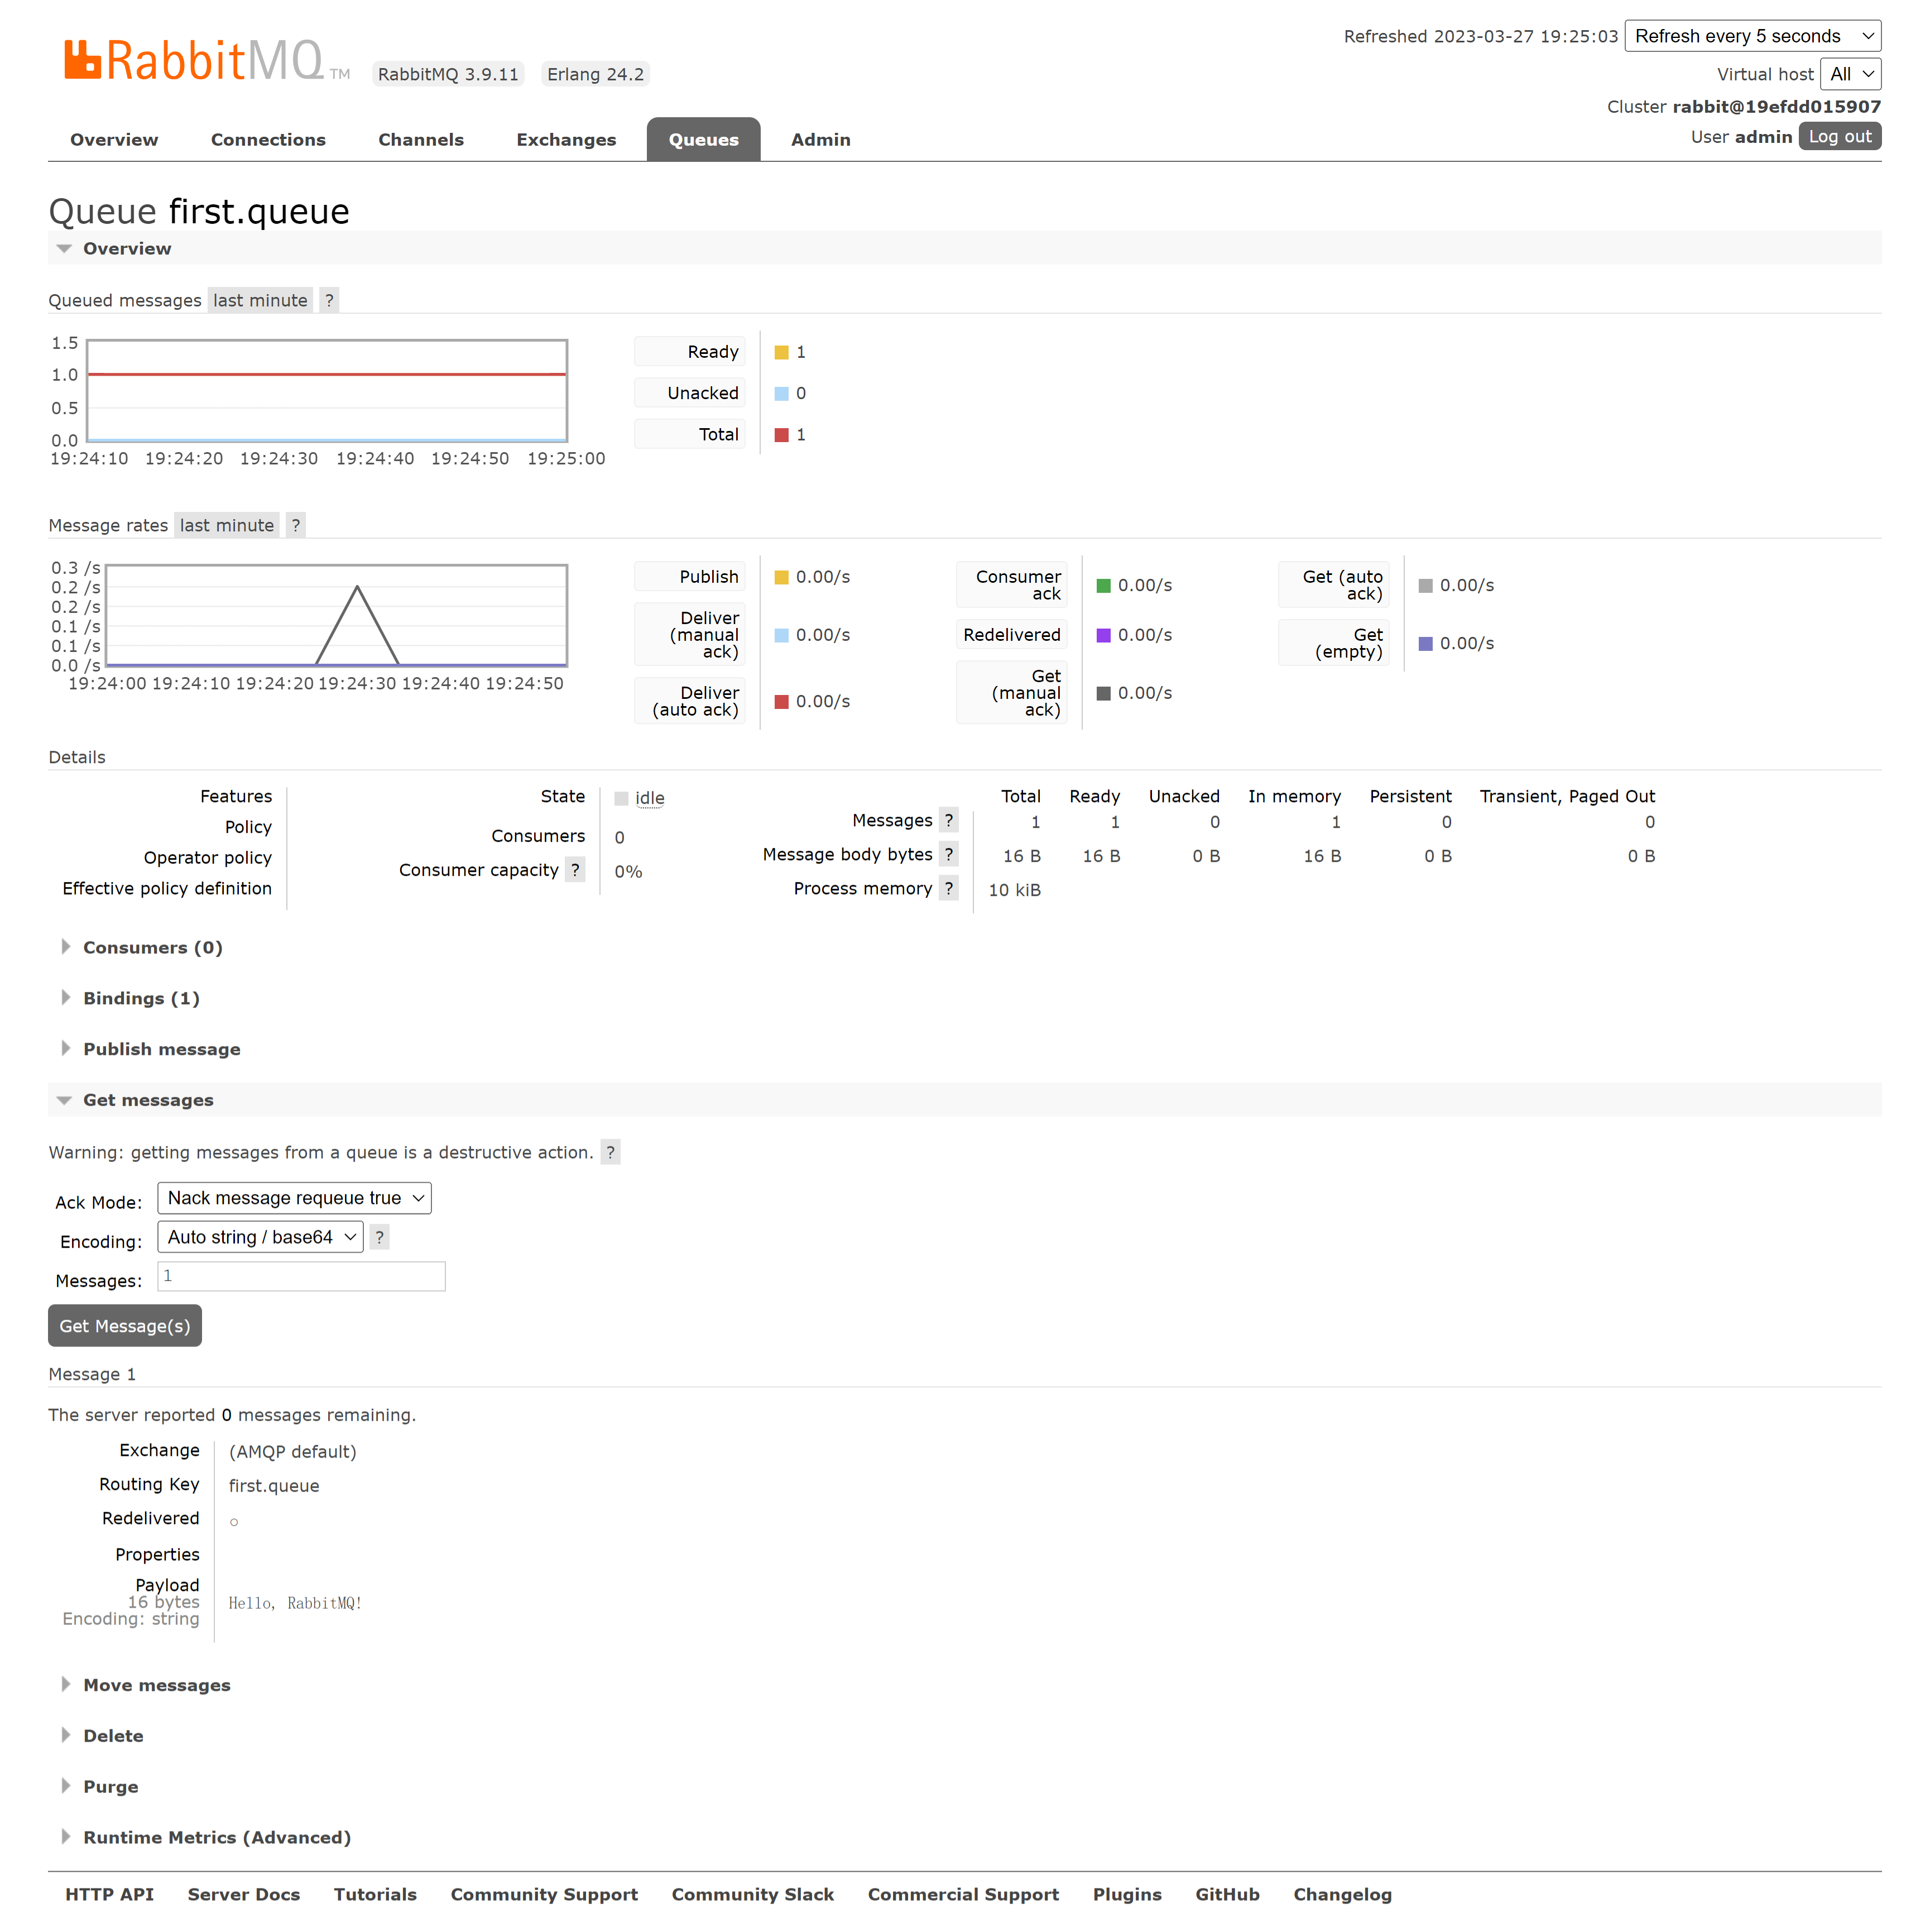 Refreshed 2023-03-27 19:25:03 Refresh every 5 seconds
RabbitMQ TM RabbitMQ 3.9.11 Erlang 24.2
Virtual host All
Cluster rabbit@19efdd015907
User admin Log out
Overview Connections Channels Exchanges Queues Admin
Queue first.queue
Overview
Queued messages last minute ?
1.5
1.0
0.5
0.0
19:24:10 19:24:20 19:24:30 19:24:40 19:24:50 19:25:00
Ready 1
Unacked 0
Total 1
Message rates last minute ?
0.3 /s
0.2 /s
0.2 /s
0.1 /s
0.1 /s
0.0 /s
19:24:00 19:24:10 19:24:20 19:24:30 19:24:40 19:24:50
Publish 0.00/s
Deliver
(manual 0.00/s
ack)
Deliver
(auto ack) 0.00/s
Consumer
ack 0.00/s
Redelivered 0.00/s
Get
(manual 0.00/s
ack)
Get (auto
ack) 0.00/s
Get
(empty) 0.00/s
Details
Features
Policy
Operator policy
Effective policy definition
State idle
Consumers 0
Consumer capacity ? 0%
Total Ready Unacked In memory Persistent Transient, Paged Out
Messages ? 1 1 0 1 0 0
Message body bytes ? 16 B 16 B 0 B 16 B 0 B 0 B
Process memory ? 10 kiB
Consumers (0)
Bindings (1)
Publish message
Get messages
Warning: getting messages from a queue is a destructive action. ?
Ack Mode: Nack message requeue true
Encoding: Auto string / base64 ?
Messages: 1
Get Message(s)
Message 1
The server reported 0 messages remaining.
Exchange (AMQP default)
Routing Key first.queue
Redelivered ○
Properties
Payload
16 bytes Hello, RabbitMQ!
Encoding: string
Move messages
Delete
Purge
Runtime Metrics (Advanced)
HTTP API Server Docs Tutorials Community Support Community Slack Commercial Support Plugins GitHub Changelog